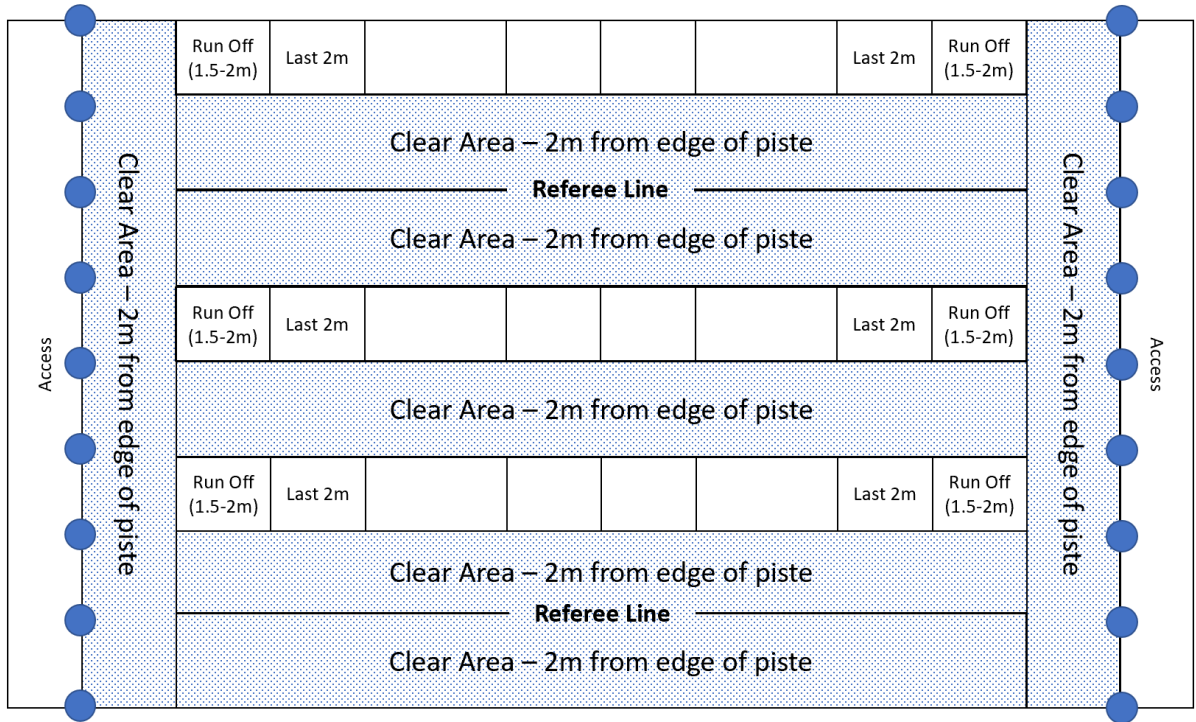 Run Off
(1.5-2m)
Last 2m
Last 2m
Run Off
(1.5-2m)
Clear Area – 2m from edge of piste
Referee Line
Clear Area – 2m from edge of piste
Run Off
(1.5-2m)
Last 2m
Last 2m
Run Off
(1.5-2m)
Clear Area – 2m from edge of piste
Run Off
(1.5-2m)
Last 2m
Last 2m
Run Off
(1.5-2m)
Clear Area – 2m from edge of piste
Referee Line
Clear Area – 2m from edge of piste
Access
Clear Area – 2m from edge of piste
Clear Area – 2m from edge of piste
Access